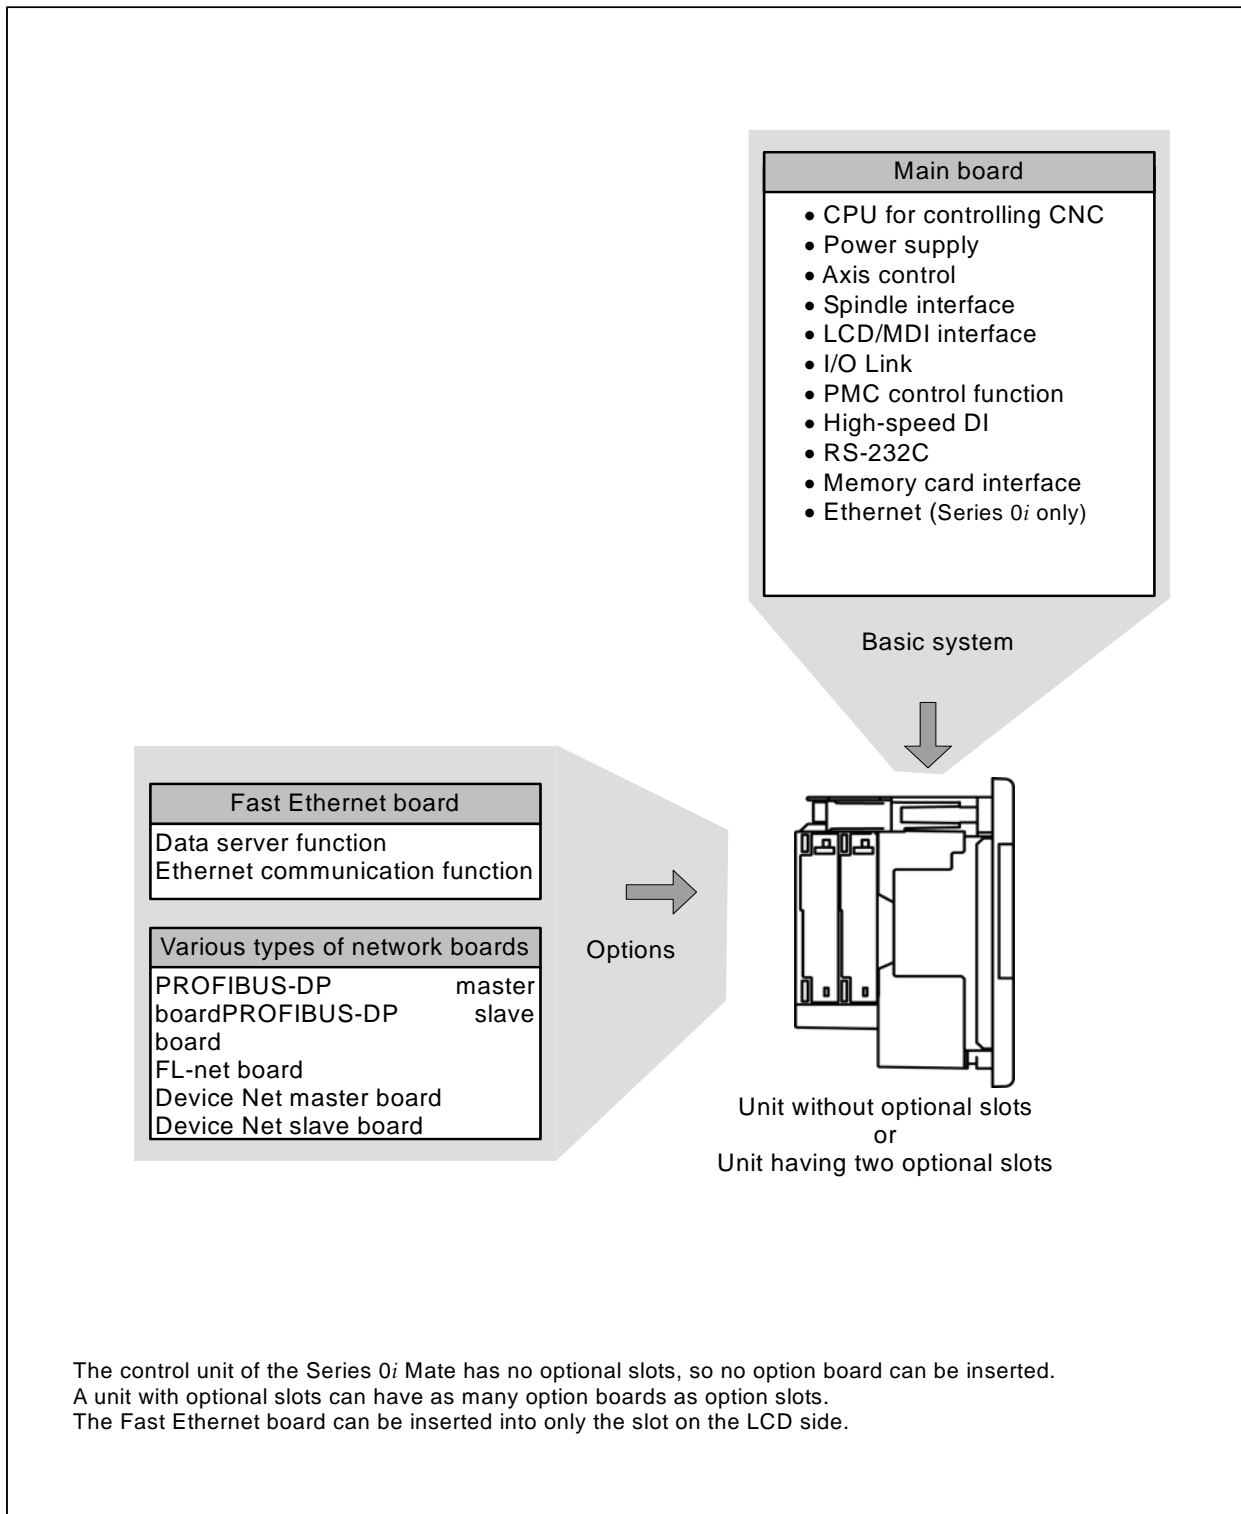 Main board
• CPU for controlling CNC
• Power supply
• Axis control
• Spindle interface
• LCD/MDI interface
• I/O Link
• PMC control function
• High-speed DI
• RS-232C
• Memory card interface
• Ethernet (Series 0i only)
Basic system
Fast Ethernet board
Data server function
Ethernet communication function
Various types of network boards
PROFIBUS-DP master
boardPROFIBUS-DP slave
board
FL-net board
Device Net master board
Device Net slave board
Options
Unit without optional slots
or
Unit having two optional slots
The control unit of the Series 0i Mate has no optional slots, so no option board can be inserted.
A unit with optional slots can have as many option boards as option slots.
The Fast Ethernet board can be inserted into only the slot on the LCD side.